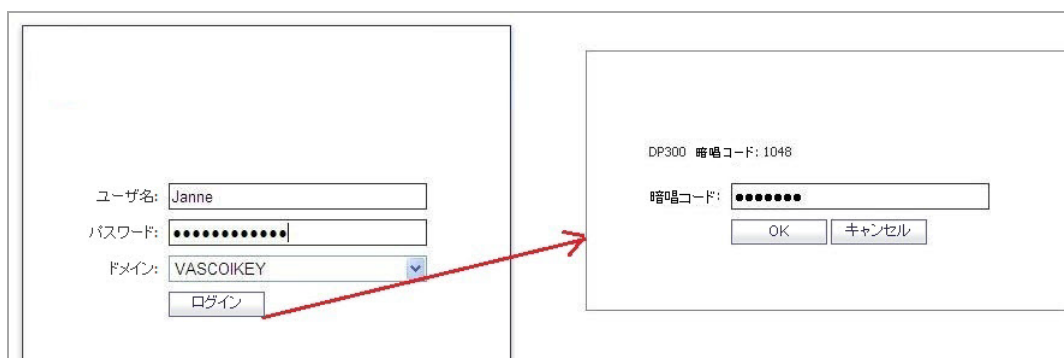 ユーザ名: Janne
パスワード: ●●●●●●●●●●●●
ドメイン: VASCOIKEY
ログイン
DP300 暗唱コード: 1048
暗唱コード: ●●●●●●●
OK キャンセル